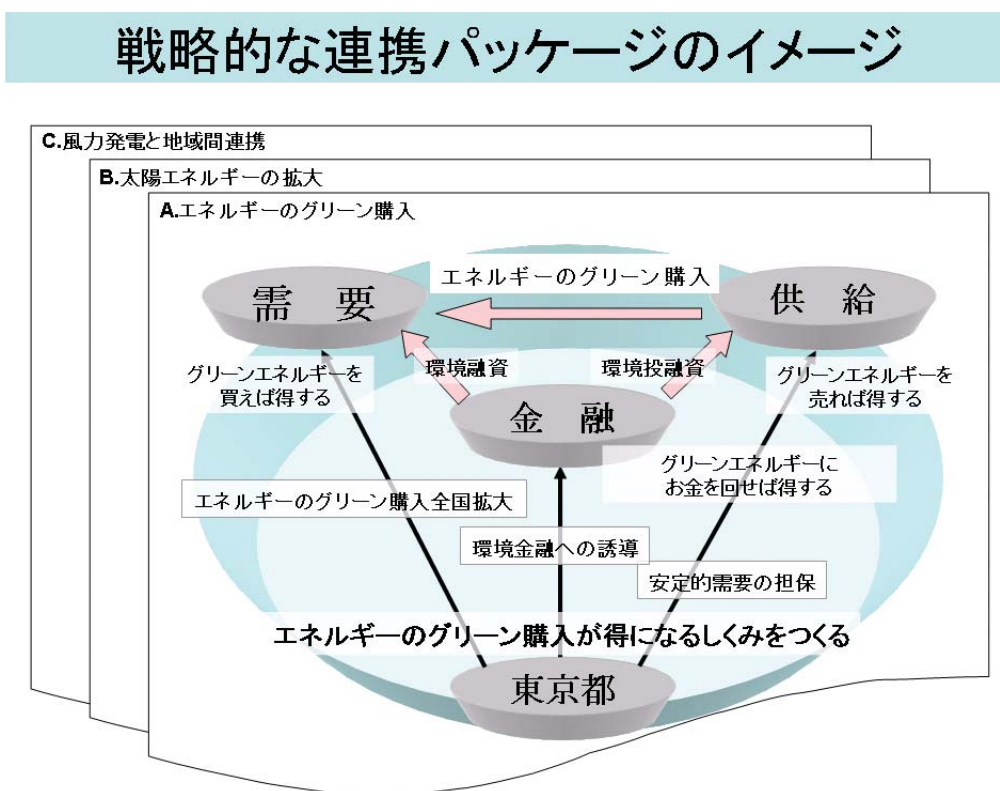 戦略的な連携パッケージのイメージ
C.風力発電と地域間連携
B.太陽エネルギーの拡大
A.エネルギーのグリーン購入
エネルギーのグリーン購入
需 要
供 給
環境融資
環境投融資
グリーンエネルギーを
買えば得する
グリーンエネルギーを
売れば得する
金 融
グリーンエネルギーに
お金を回せば得する
エネルギーのグリーン購入全国拡大
環境金融への誘導
安定的需要の担保
エネルギーのグリーン購入が得になるしくみをつくる
東京都